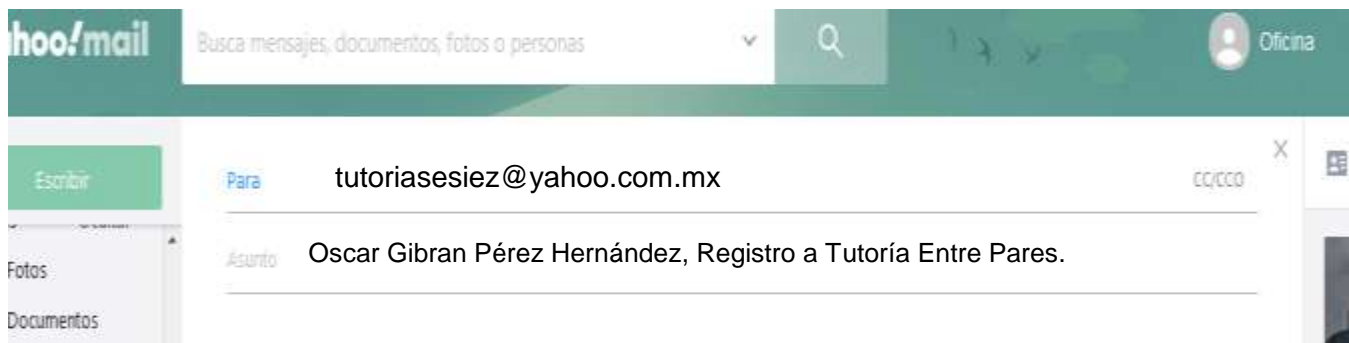 hoo!mail
Busca mensajes, documentos, fotos o personas
Oficina
Escribir
Para tutoriasesiez@yahoo.com.mx CC/CCO X
Ocultar
Asunto Oscar Gibran Pérez Hernández, Registro a Tutoría Entre Pares.
Fotos
Documentos